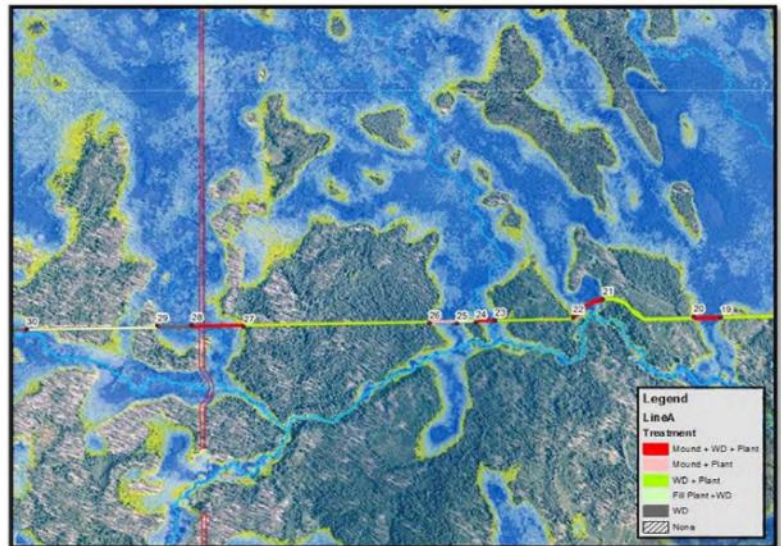 30
29
28
27
26
25
24
23
22
21
20
19
Legend
LineA
Treatment
Mound + WD + Plant
Mound + Plant
WD + Plant
Fill Plant +WD
WD
None